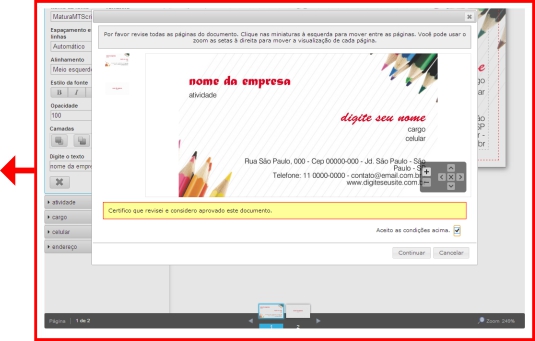 MaturaMTScri
Espaçamento e
linhas
Automático
Alinhamento
Meio esquerd
Estilo da fonte
B I
Opacidade
100
Camadas
Digite o texto
nome da empre
atividade
cargo
celular
endereço
Por favor revise todas as páginas do documento. Clique nas miniaturas à esquerda para mover entre as páginas. Você pode usar o
zoom as setas à direita para mover a visualização de cada página.
nome da empresa
atividade
digite seu nome
cargo
celular
Rua São Paulo, 000 - Cep 00000-000 - Jd. São Paulo - São
Paulo - SP
Telefone: 11 0000-0000 - contato@email.com.br
www.digiteseusite.com.b
Certifico que revisei e considero aprovado este documento.
Aceito as condições acima.
Continuar Cancelar
Página 1 de 2
1 2
Zoom 249%